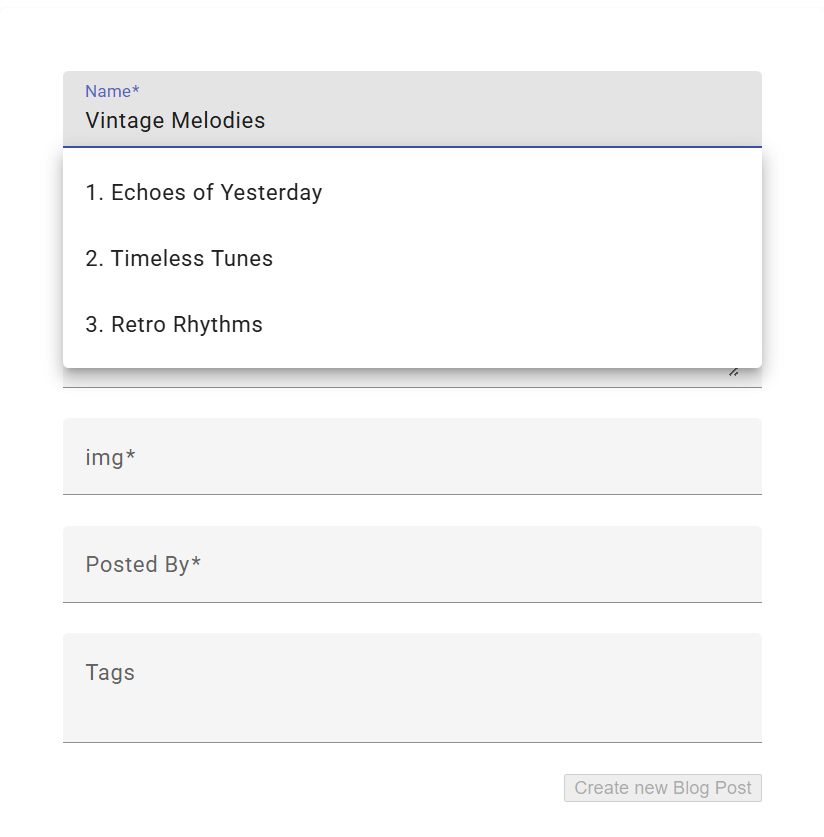 Name*
Vintage Melodies
1. Echoes of Yesterday
2. Timeless Tunes
3. Retro Rhythms
img*
Posted By*
Tags
Create new Blog Post